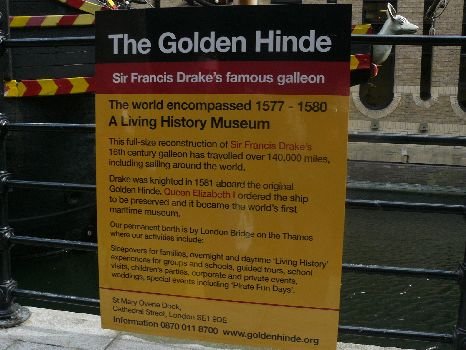 The Golden Hinde
Sir Francis Drake's famous galleon
The world encompassed 1577 - 1580
A Living History Museum
This full-size reconstruction of Sir Francis Drake's
16th century galleon has travelled over 140,000 miles,
including sailing around the world.
Drake was knighted in 1581 aboard the original
Golden Hinde. Queen Elizabeth I ordered the ship
to be preserved and it became the world's first
maritime museum.
Our permanent berth is by London Bridge on the Thames
where our activities include:
Sleepovers for families, overnight and daytime 'Living History'
experiences for groups and schools, guided tours, school
visits, children's parties, corporate and private events,
weddings, special events including 'Pirate Fun Days'.
St Mary Overie Dock,
Cathedral Street, London SE1 9DE
Information 0870 011 8700 www.goldenhinde.org